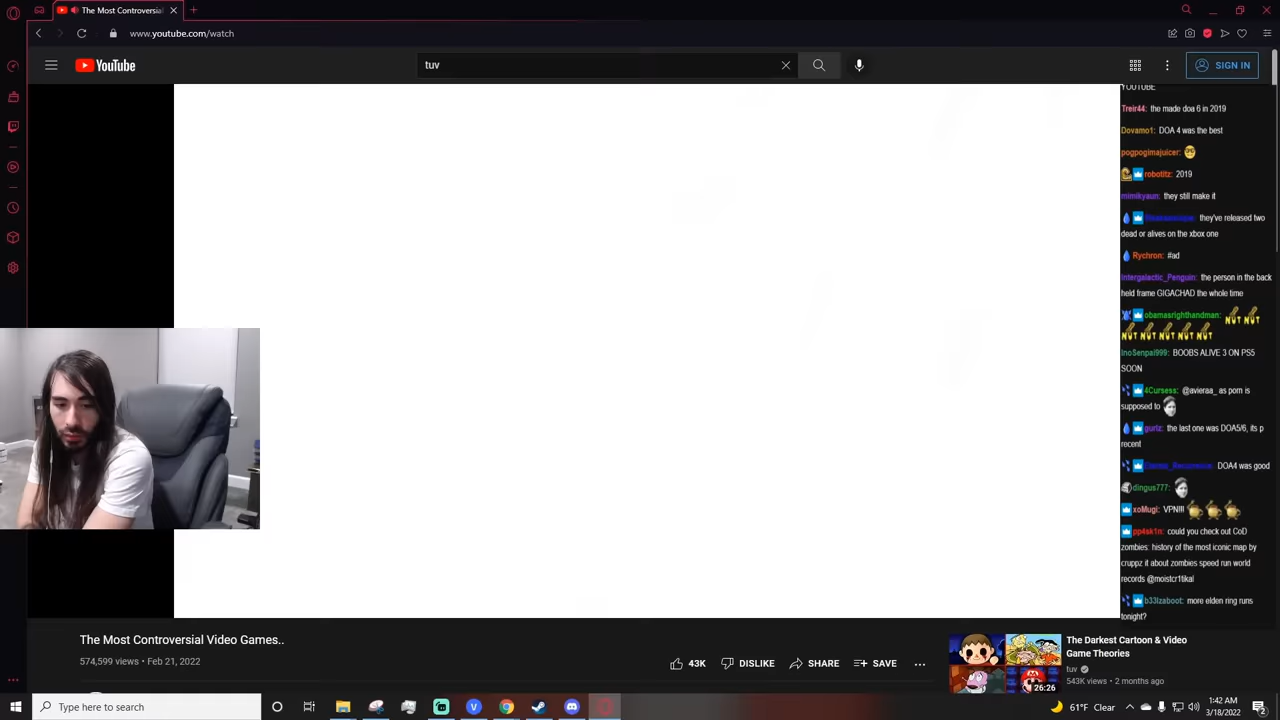 The Most Controversial
www.youtube.com/watch
YouTube
tuv
SIGN IN
YOUTUBE.
Treir44: the made doa 6 in 2019
Dovamo1: DOA 4 was the best
pogpogimajuicer:
robotitz: 2019
mimikyaun: they still make it
they've released two
dead or alives on the xbox one
Rychron: #ad
Intergalactic_Penguin: the person in the back
held frame GIGACHAD the whole time
obamasrighthandman: NUT NUT
NUT NUT NUT NUT NUT
InoSenpai999: BOOBS ALIVE 3 ON PS5
SOON
4Cursess: @avieraa_ as porn is
supposed to
gurlz: the last one was DOA5/6, its p
recent
DOA4 was good
dingus777:
xoMugi: VPN!!!
pp4sk1n: could you check out CoD
zombies: history of the most iconic map by
cruppz it about zombies speed run world
records @moistcr1tikal
b33lzaboot: more elden ring runs
tonight?
The Most Controversial Video Games..
574,599 views • Feb 21, 2022
43K
DISLIKE
SHARE
SAVE
The Darkest Cartoon & Video
Game Theories
tuv
543K views • 2 months ago
26:26
Type here to search
61°F Clear
1:42 AM
3/18/2022
2